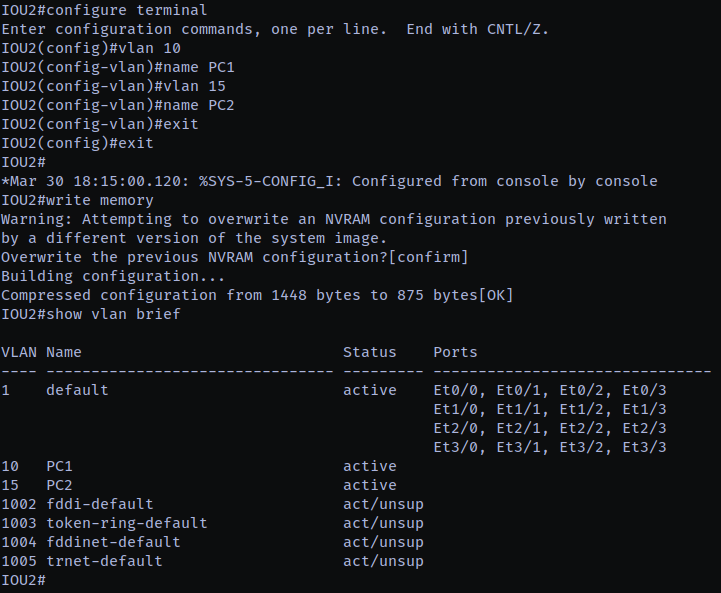 IOU2#configure terminal
Enter configuration commands, one per line.  End with CNTL/Z.
IOU2(config)#vlan 10
IOU2(config-vlan)#name PC1
IOU2(config-vlan)#vlan 15
IOU2(config-vlan)#name PC2
IOU2(config-vlan)#exit
IOU2(config)#exit
IOU2#
*Mar 30 18:15:00.120: %SYS-5-CONFIG_I: Configured from console by console
IOU2#write memory
Warning: Attempting to overwrite an NVRAM configuration previously written
by a different version of the system image.
Overwrite the previous NVRAM configuration?[confirm]
Building configuration...
Compressed configuration from 1448 bytes to 875 bytes[OK]
IOU2#show vlan brief

VLAN Name                             Status    Ports
---- -------------------------------- --------- -------------------------------
1    default                          active    Et0/0, Et0/1, Et0/2, Et0/3
                                                Et1/0, Et1/1, Et1/2, Et1/3
                                                Et2/0, Et2/1, Et2/2, Et2/3
                                                Et3/0, Et3/1, Et3/2, Et3/3
10   PC1                              active
15   PC2                              active
1002 fddi-default                     act/unsup
1003 token-ring-default               act/unsup
1004 fddinet-default                  act/unsup
1005 trnet-default                    act/unsup
IOU2#